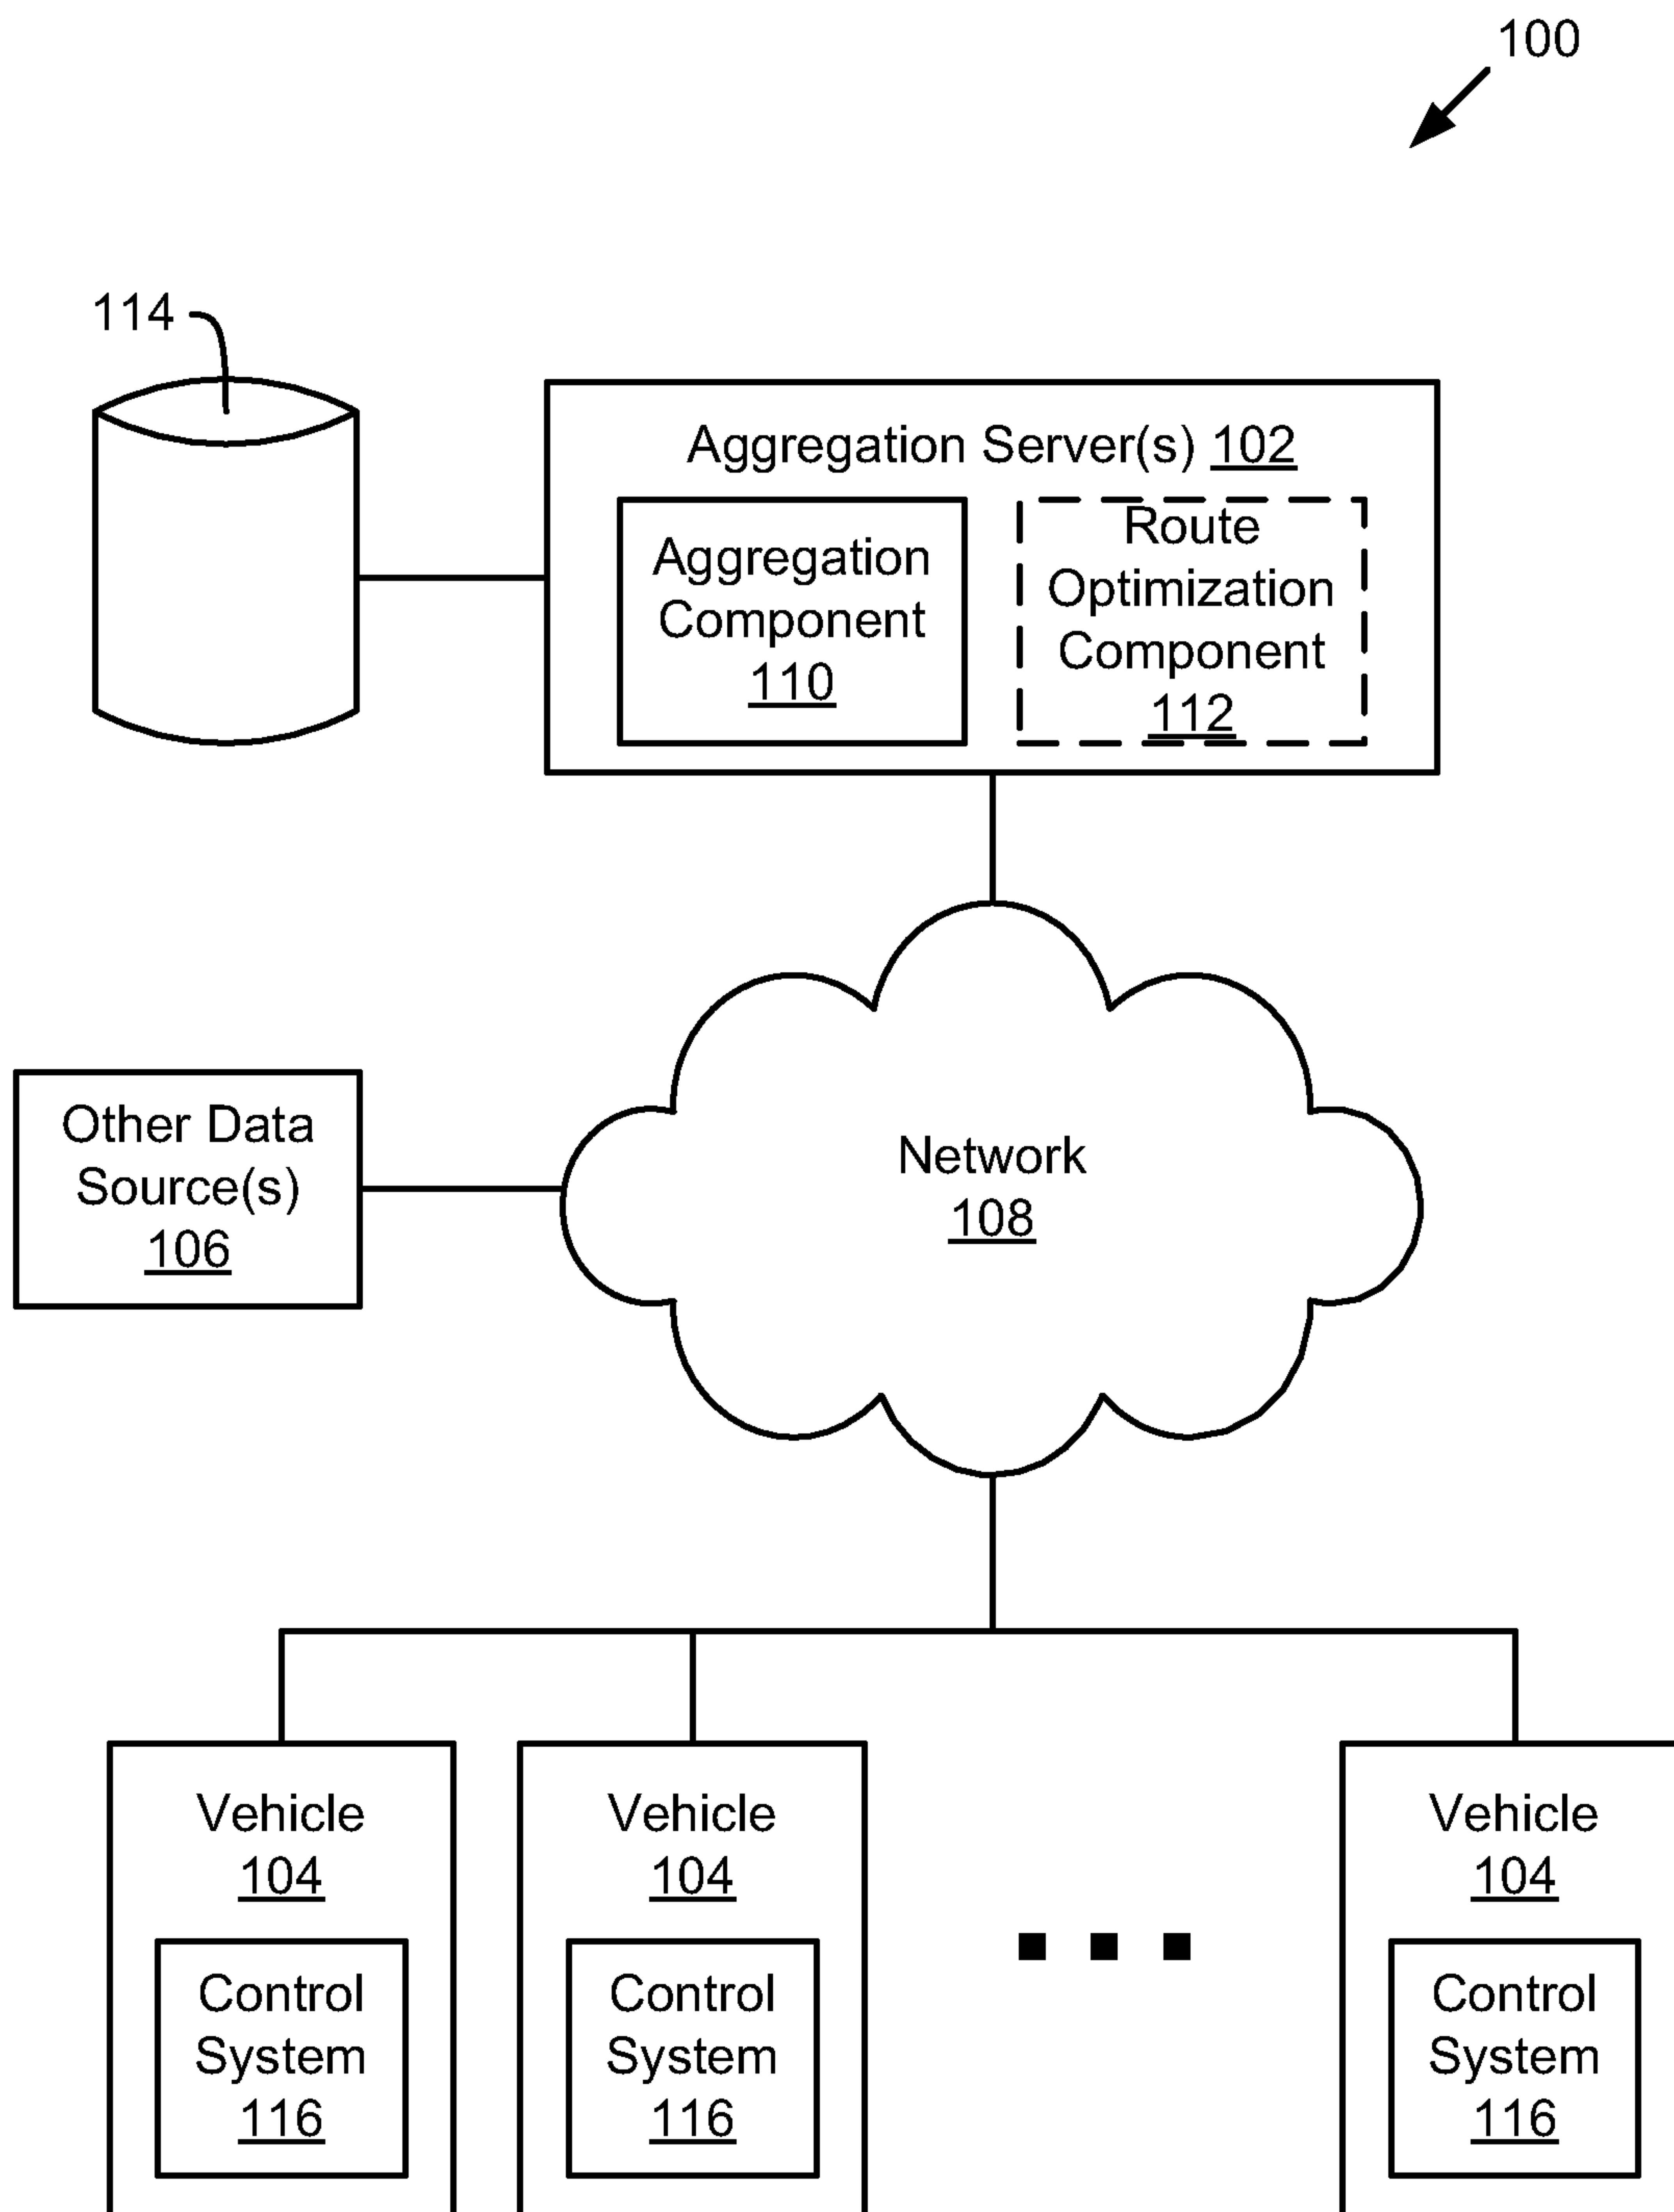 100
114
Aggregation Server(s) 102
Aggregation
Component
110
Route
Optimization
Component
112
Other Data
Source(s)
106
Network
108
Vehicle
104
Control
System
116
Vehicle
104
Control
System
116
Vehicle
104
Control
System
116